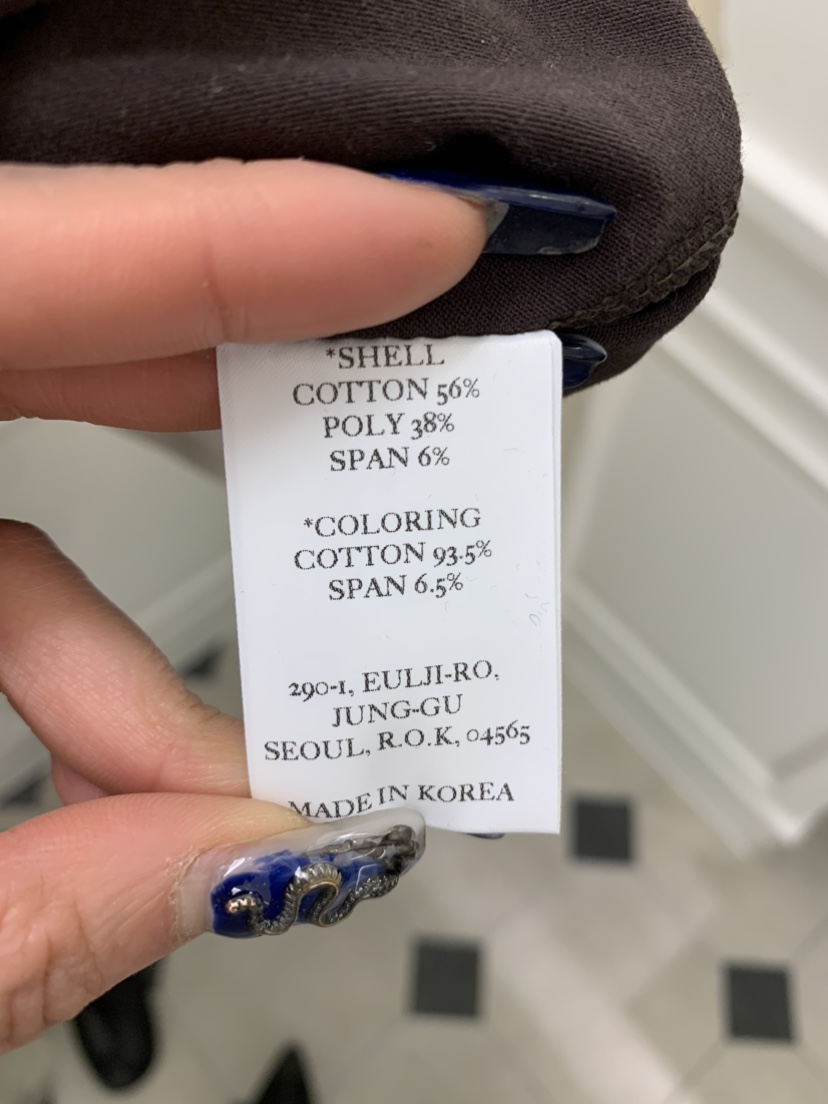 *SHELL
COTTON 56%
POLY 38%
SPAN 6%
*COLORING
COTTON 93.5%
SPAN 6.5%
290-1, EULJI-RO,
JUNG-GU
SEOUL, R.O.K, 04565
MADE IN KOREA